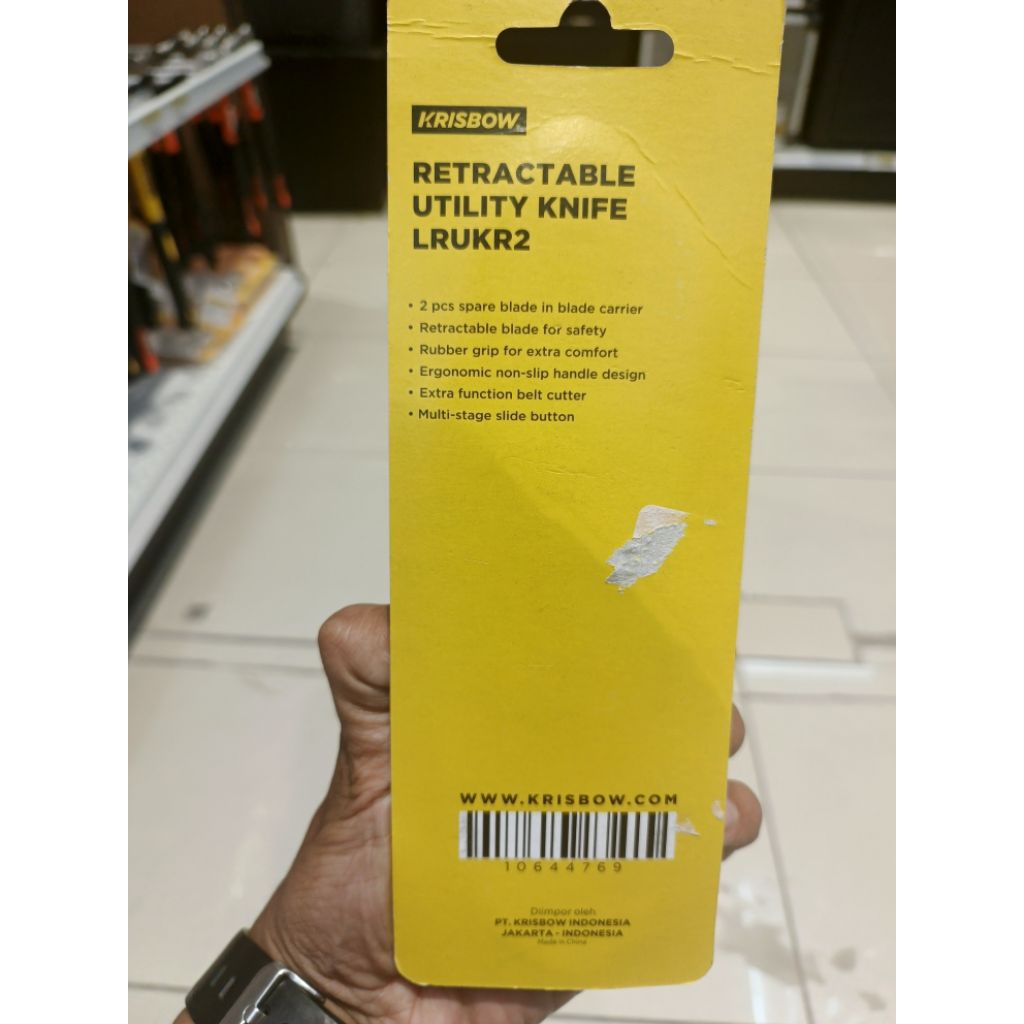 KRISBOW
RETRACTABLE
UTILITY KNIFE
LRUKR2
• 2 pcs spare blade in blade carrier
• Retractable blade for safety
• Rubber grip for extra comfort
• Ergonomic non-slip handle design
• Extra function belt cutter
• Multi-stage slide button
WWW.KRISBOW.COM
10644769
Diimpor oleh
PT. KRISBOW INDONESIA
JAKARTA - INDONESIA
Made in China